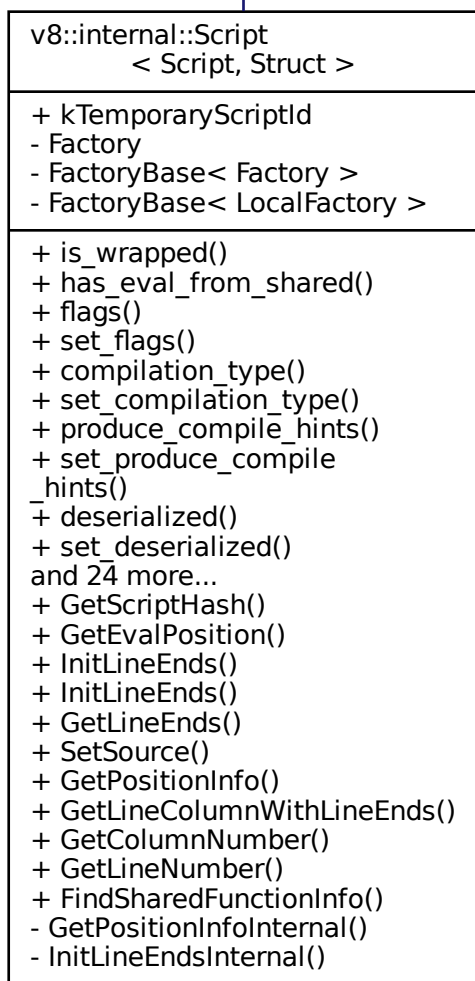 v8::internal::Script
< Script, Struct >
+ kTemporaryScriptId
- Factory
- FactoryBase< Factory >
- FactoryBase< LocalFactory >
+ is_wrapped()
+ has_eval_from_shared()
+ flags()
+ set_flags()
+ compilation_type()
+ set_compilation_type()
+ produce_compile_hints()
+ set_produce_compile
_hints()
+ deserialized()
+ set_deserialized()
and 24 more...
+ GetScriptHash()
+ GetEvalPosition()
+ InitLineEnds()
+ InitLineEnds()
+ GetLineEnds()
+ SetSource()
+ GetPositionInfo()
+ GetLineColumnWithLineEnds()
+ GetColumnNumber()
+ GetLineNumber()
+ FindSharedFunctionInfo()
- GetPositionInfoInternal()
- InitLineEndsInternal()